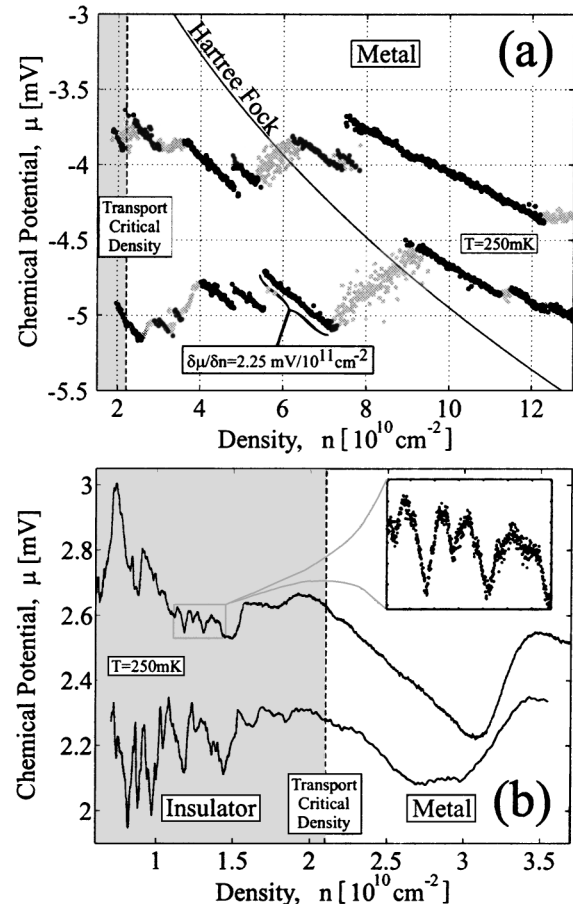 (a)
Metal
Hartree Fock
Transport
Critical
Density
T=250mK
δμ/δn=2.25 mV/10¹¹cm⁻²
Chemical Potential, μ [mV]
-3
-3.5
-4
-4.5
-5
-5.5
2
4
6
8
10
12
Density, n [10¹⁰cm⁻²]
(b)
T=250mK
Insulator
Transport
Critical
Density
Metal
Chemical Potential, μ [mV]
3
2.8
2.6
2.4
2.2
2
1
1.5
2
2.5
3
3.5
Density, n [10¹⁰cm⁻²]